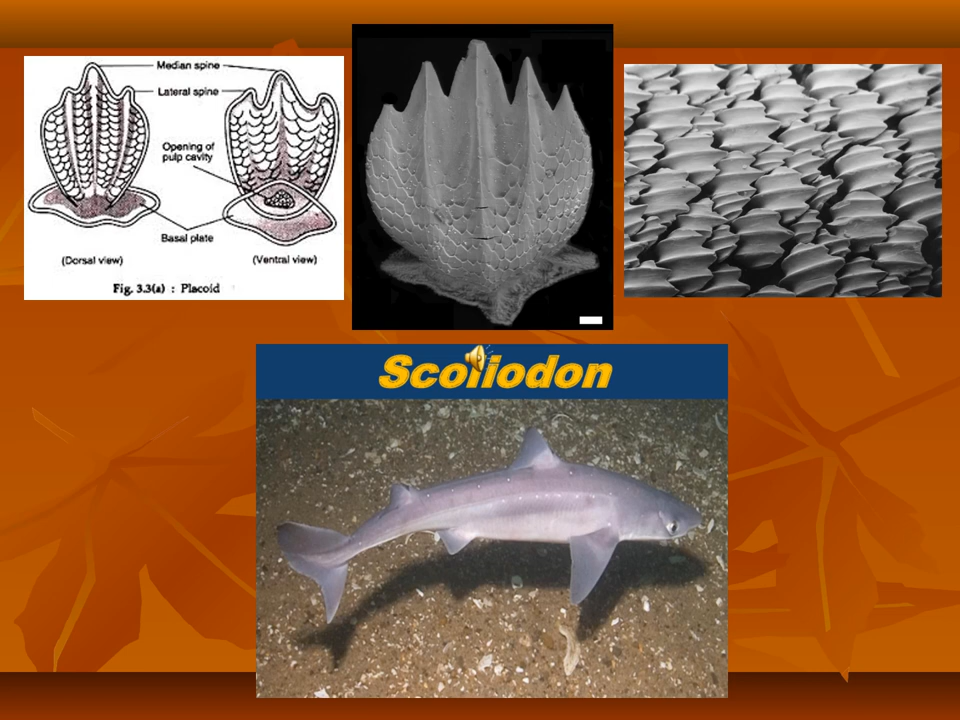 Median spine
Lateral spine
Opening of
pulp cavity
Basal plate
(Dorsal view)
(Ventral view)
Fig. 3.3(a) : Placoid
Scoliodon